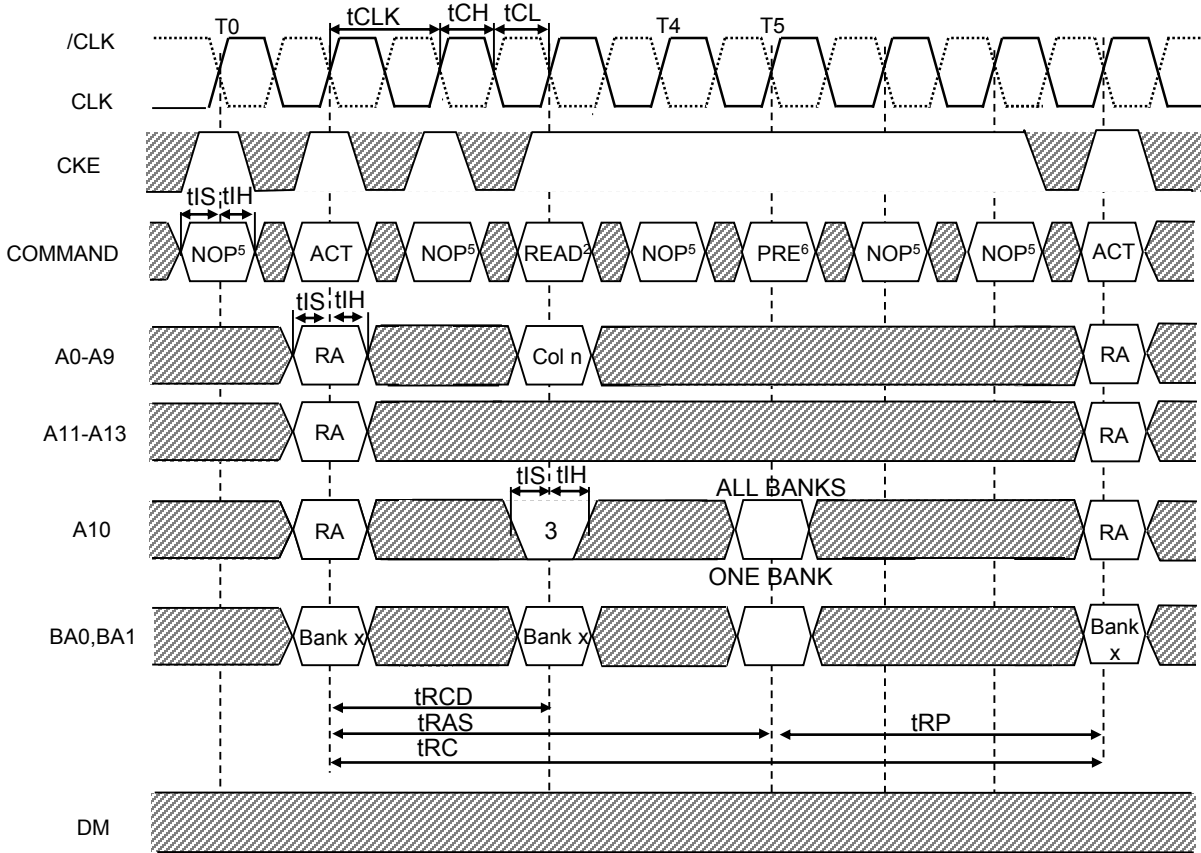 tCLK tCH tCL
T0 T4 T5
/CLK
CLK
CKE
tIS tIH
COMMAND NOP5 ACT NOP5 READ2 NOP5 PRE6 NOP5 NOP5 ACT
tIS tIH
A0-A9 RA Col n RA
A11-A13 RA RA
tIS tIH ALL BANKS
A10 RA 3 RA
ONE BANK
BA0,BA1 Bank x Bank x Bank
x
tRCD
tRAS tRP
tRC
DM